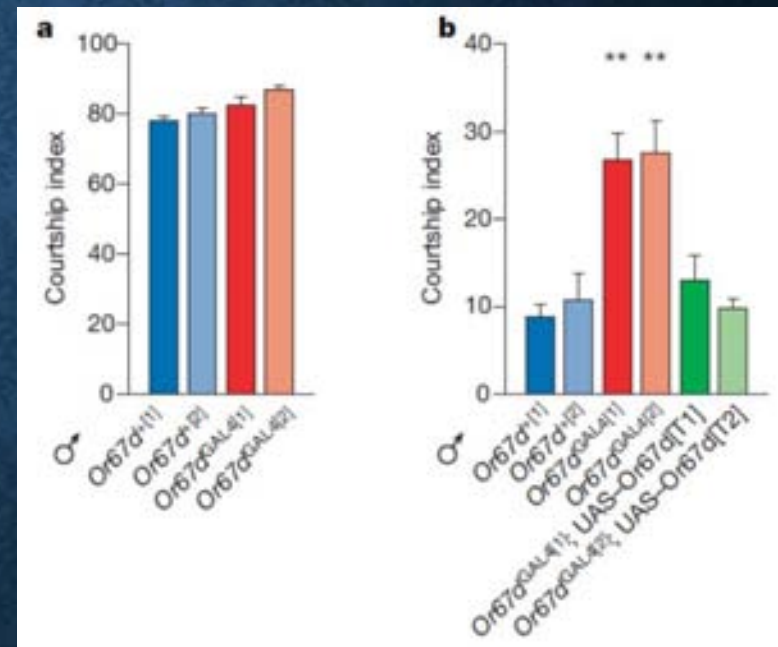 a
100
80
60
40
20
0
Courtship index
♂
Or67d+[1]
Or67d+[2]
Or67dGAL4[1]
Or67dGAL4[2]
b
40
30
20
10
0
Courtship index
** **
♂
Or67d+[1]
Or67d+[2]
Or67dGAL4[1]
Or67dGAL4[2]
Or67dGAL4[1]; UAS–Or67d[T1]
Or67dGAL4[2]; UAS–Or67d[T2]